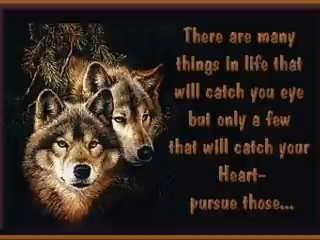 There are many
things in life that
will catch you eye
but only a few
that will catch your
Heart-
pursue those...